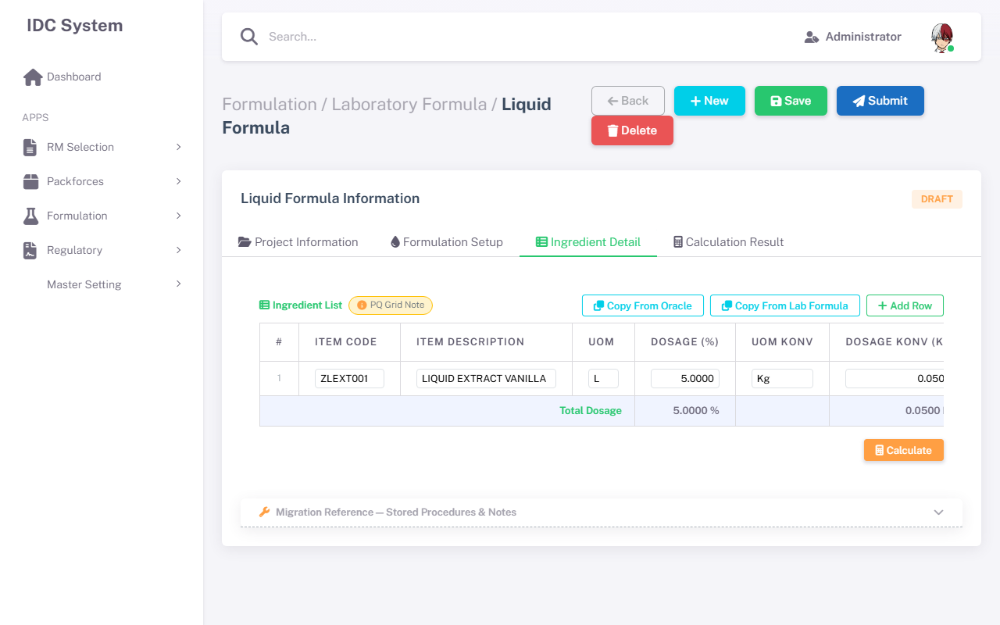 IDC System
Search...
Administrator
Dashboard
APPS
RM Selection
Packforces
Formulation
Regulatory
Master Setting
Formulation / Laboratory Formula / Liquid
Formula
Back
New
Save
Submit
Delete
Liquid Formula Information
DRAFT
Project Information
Formulation Setup
Ingredient Detail
Calculation Result
Ingredient List
PQ Grid Note
Copy From Oracle
Copy From Lab Formula
Add Row
# ITEM CODE ITEM DESCRIPTION UOM DOSAGE (%) UOM KONV DOSAGE KONV (K
1 ZLEXT001 LIQUID EXTRACT VANILLA L 5.0000 Kg 0.050
Total Dosage 5.0000 % 0.0500
Calculate
Migration Reference — Stored Procedures & Notes